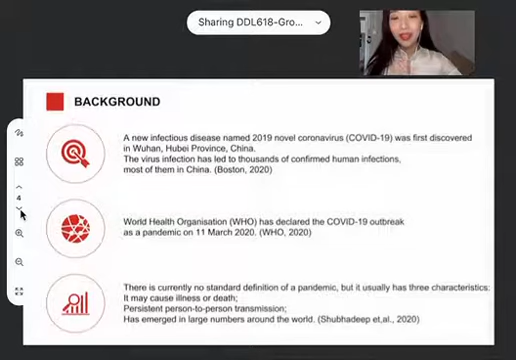 Sharing DDL618-Gro...
BACKGROUND
A new infectious disease named 2019 novel coronavirus (COVID-19) was first discovered
in Wuhan, Hubei Province, China.
The virus infection has led to thousands of confirmed human infections,
most of them in China. (Boston, 2020)
4
World Health Organisation (WHO) has declared the COVID-19 outbreak
as a pandemic on 11 March 2020. (WHO, 2020)
There is currently no standard definition of a pandemic, but it usually has three characteristics:
It may cause illness or death;
Persistent person-to-person transmission;
Has emerged in large numbers around the world. (Shubhadeep et,al., 2020)